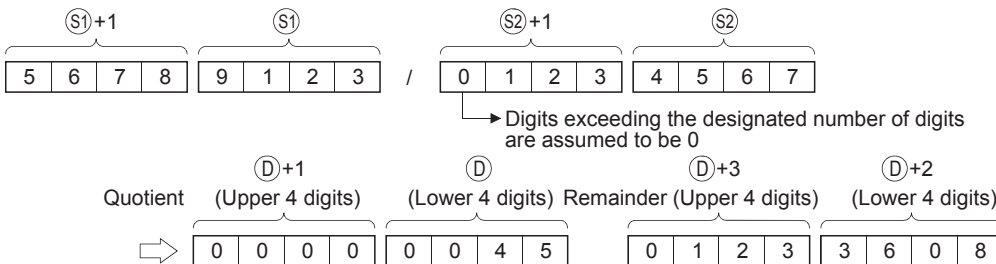 S1+1 S1 S2+1 S2
5 6 7 8 9 1 2 3 / 0 1 2 3 4 5 6 7
Digits exceeding the designated number of digits
are assumed to be 0
D+1 D D+3 D+2
Quotient (Upper 4 digits) (Lower 4 digits) Remainder (Upper 4 digits) (Lower 4 digits)
0 0 0 0 0 0 4 5 0 1 2 3 3 6 0 8